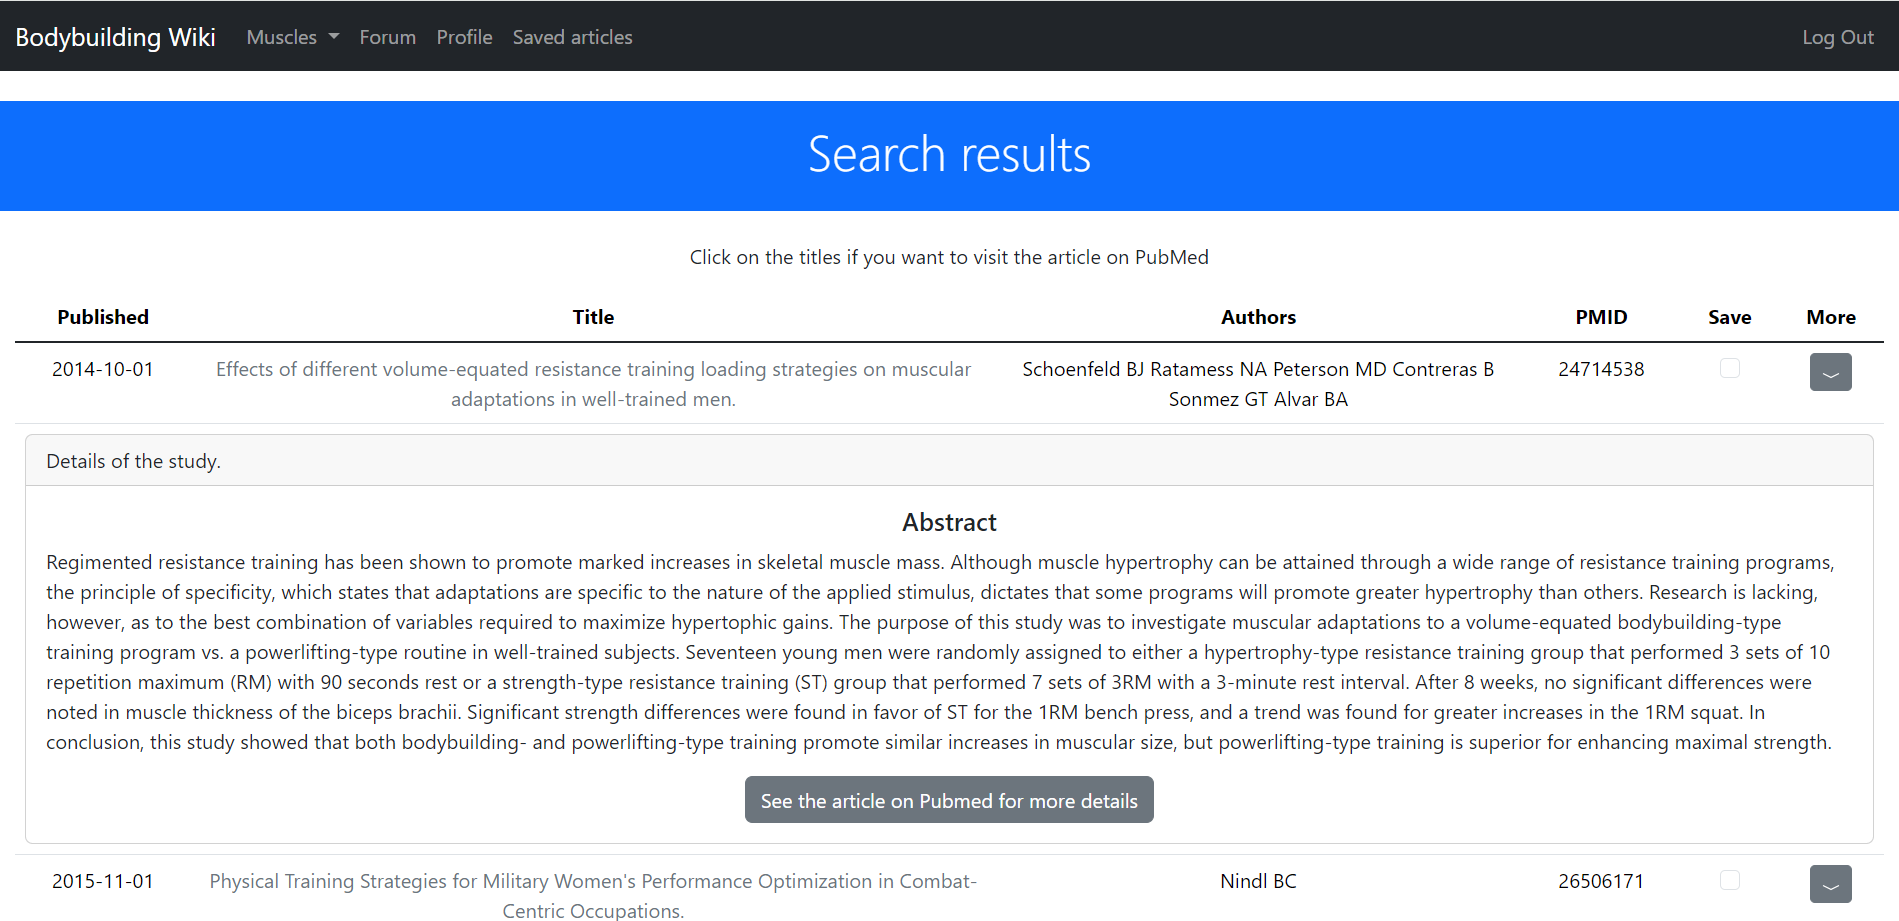 Bodybuilding Wiki Muscles Forum Profile Saved articles Log Out
Search results
Click on the titles if you want to visit the article on PubMed
Published Title Authors PMID Save More
2014-10-01 Effects of different volume-equated resistance training loading strategies on muscular Schoenfeld BJ Ratamess NA Peterson MD Contreras B 24714538
adaptations in well-trained men. Sonmez GT Alvar BA
Details of the study.
Abstract
Regimented resistance training has been shown to promote marked increases in skeletal muscle mass. Although muscle hypertrophy can be attained through a wide range of resistance training programs,
the principle of specificity, which states that adaptations are specific to the nature of the applied stimulus, dictates that some programs will promote greater hypertrophy than others. Research is lacking,
however, as to the best combination of variables required to maximize hypertophic gains. The purpose of this study was to investigate muscular adaptations to a volume-equated bodybuilding-type
training program vs. a powerlifting-type routine in well-trained subjects. Seventeen young men were randomly assigned to either a hypertrophy-type resistance training group that performed 3 sets of 10
repetition maximum (RM) with 90 seconds rest or a strength-type resistance training (ST) group that performed 7 sets of 3RM with a 3-minute rest interval. After 8 weeks, no significant differences were
noted in muscle thickness of the biceps brachii. Significant strength differences were found in favor of ST for the 1RM bench press, and a trend was found for greater increases in the 1RM squat. In
conclusion, this study showed that both bodybuilding- and powerlifting-type training promote similar increases in muscular size, but powerlifting-type training is superior for enhancing maximal strength.
See the article on Pubmed for more details
2015-11-01 Physical Training Strategies for Military Women's Performance Optimization in Combat- Nindl BC 26506171
Centric Occupations.